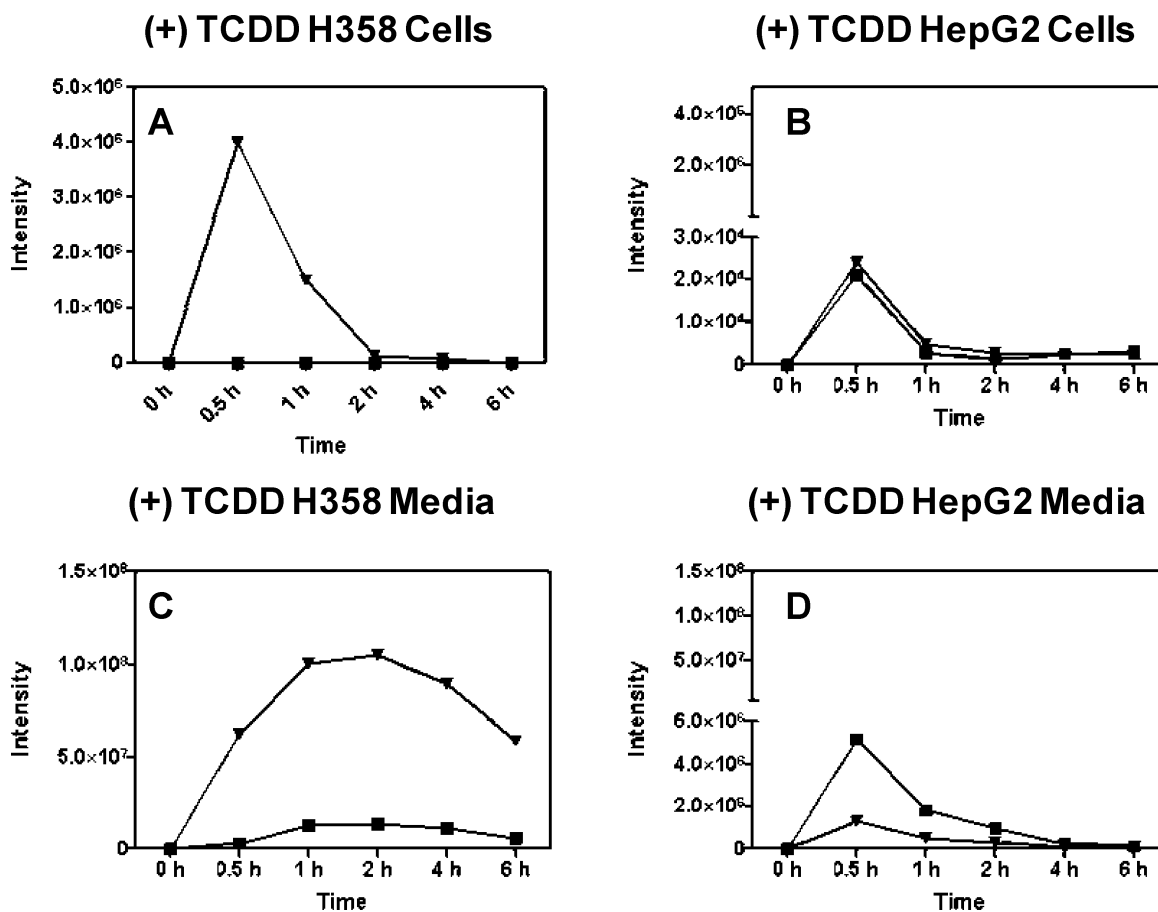 (+) TCDD H358 Cells
5.0×10⁶
4.0×10⁶
3.0×10⁶
2.0×10⁶
1.0×10⁶
0
A
Intensity
0 h 0.5 h 1 h 2 h 4 h 6 h
Time
(+) TCDD HepG2 Cells
4.0×10⁶
2.0×10⁶
3.0×10⁴
2.0×10⁴
1.0×10⁴
0
B
Intensity
0 h 0.5 h 1 h 2 h 4 h 6 h
Time
(+) TCDD H358 Media
1.5×10⁸
1.0×10⁸
5.0×10⁷
0
C
Intensity
0 h 0.5 h 1 h 2 h 4 h 6 h
Time
(+) TCDD HepG2 Media
1.5×10⁸
1.0×10⁸
5.0×10⁷
6.0×10⁶
4.0×10⁶
2.0×10⁶
0
D
Intensity
0 h 0.5 h 1 h 2 h 4 h 6 h
Time